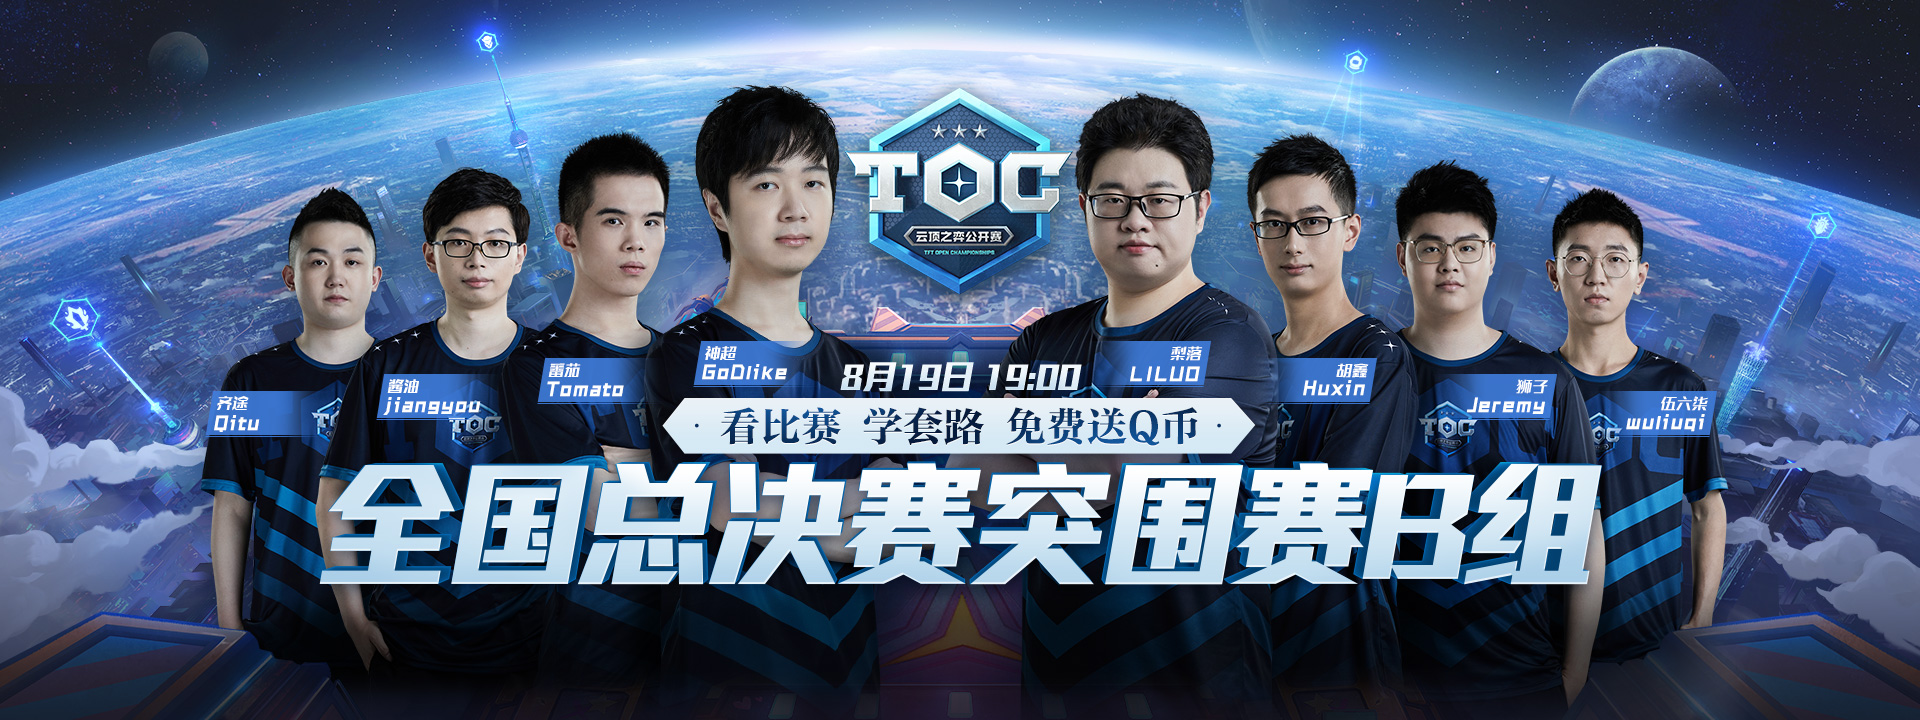 TOC
云顶之弈公开赛
TFT OPEN CHAMPIONSHIPS
齐途
Qitu
酱油
jiangyou
番茄
Tomato
神超
GoDlike
梨落
LILUO
胡鑫
Huxin
狮子
Jeremy
伍六柒
wuliuqi
8月19日 19:00
· 看比赛 学套路 免费送Q币 ·
全国总决赛突围赛B组